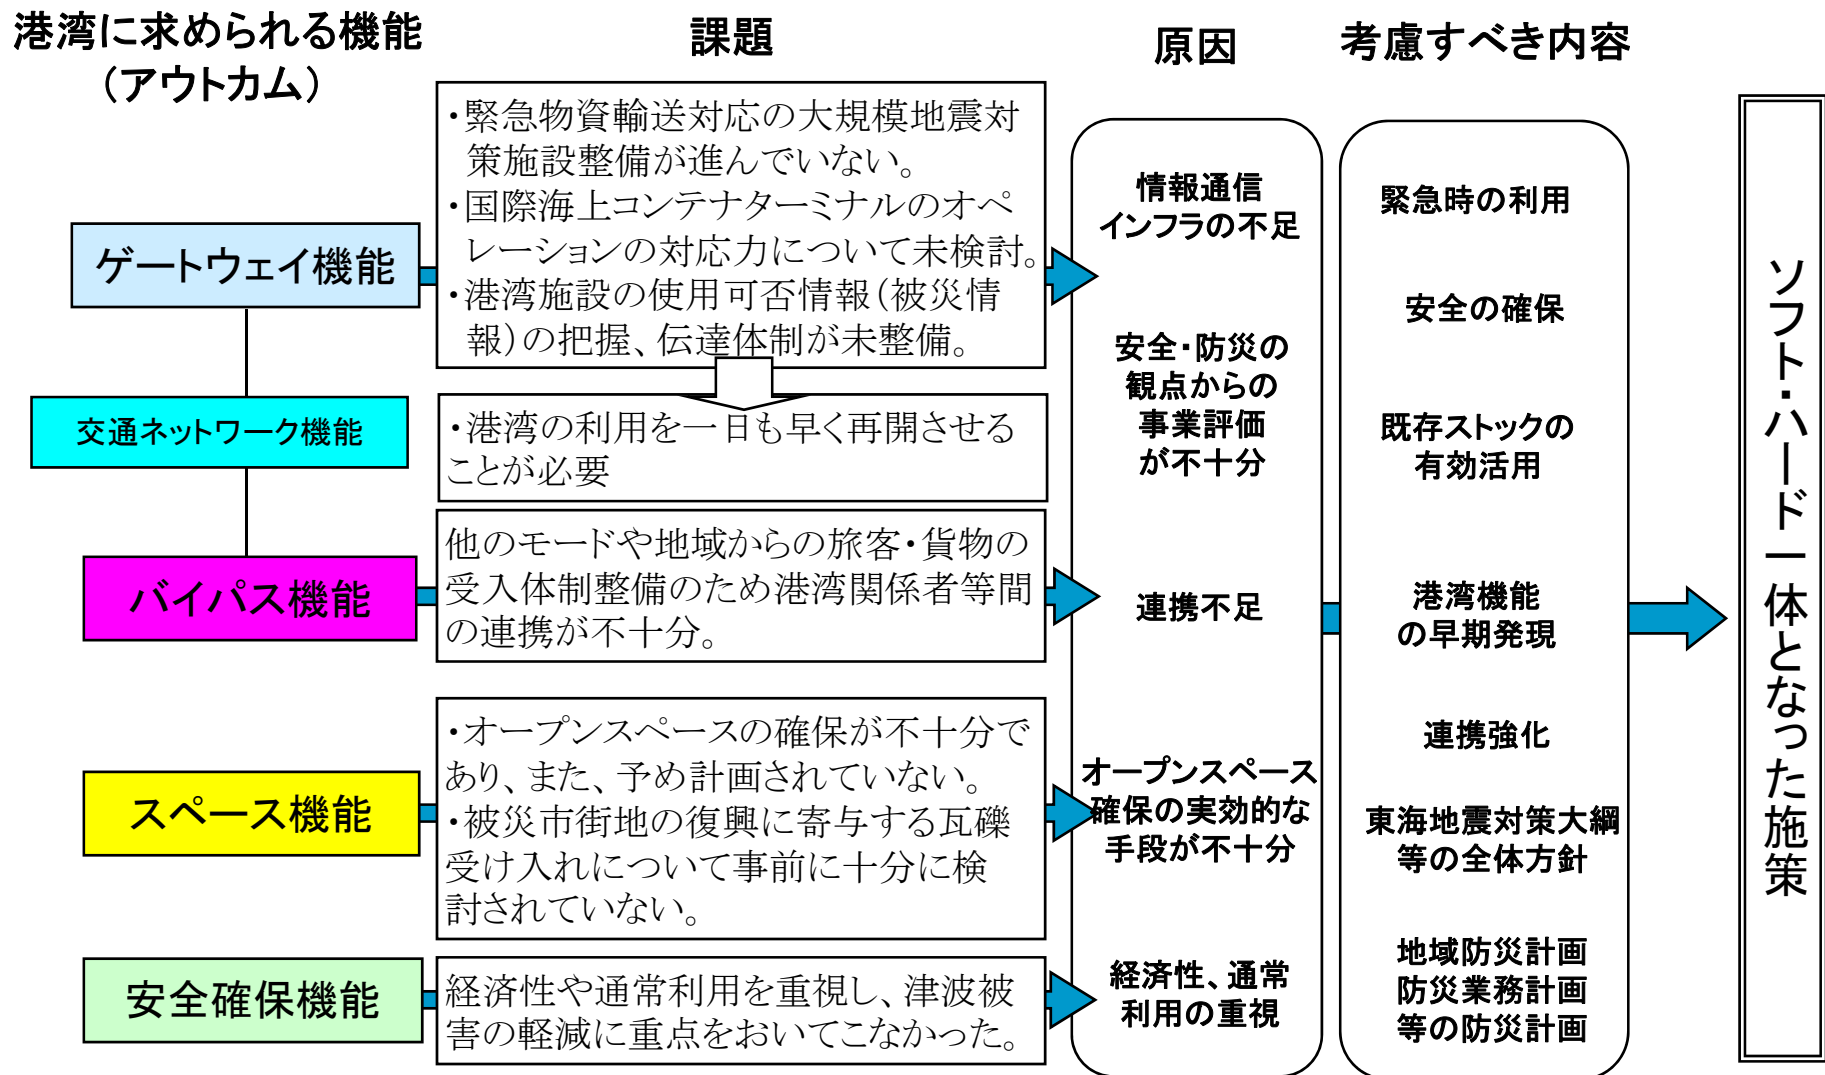 港湾に求められる機能
（アウトカム）
課題
原因
考慮すべき内容
ゲートウェイ機能
交通ネットワーク機能
バイパス機能
スペース機能
安全確保機能
・緊急物資輸送対応の大規模地震対
策施設整備が進んでいない。
・国際海上コンテナターミナルのオペ
レーションの対応力について未検討。
・港湾施設の使用可否情報（被災情
報）の把握、伝達体制が未整備。
・港湾の利用を一日も早く再開させる
ことが必要
他のモードや地域からの旅客・貨物の
受入体制整備のため港湾関係者等間
の連携が不十分。
・オープンスペースの確保が不十分で
あり、また、予め計画されていない。
・被災市街地の復興に寄与する瓦礫
受け入れについて事前に十分に検
討されていない。
経済性や通常利用を重視し、津波被
害の軽減に重点をおいてこなかった。
情報通信
インフラの不足
安全・防災の
観点からの
事業評価
が不十分
連携不足
オープンスペース
確保の実効的な
手段が不十分
経済性、通常
利用の重視
緊急時の利用
安全の確保
既存ストックの
有効活用
港湾機能
の早期発現
連携強化
東海地震対策大綱
等の全体方針
地域防災計画
防災業務計画
等の防災計画
ソフト・ハード一体となった施策